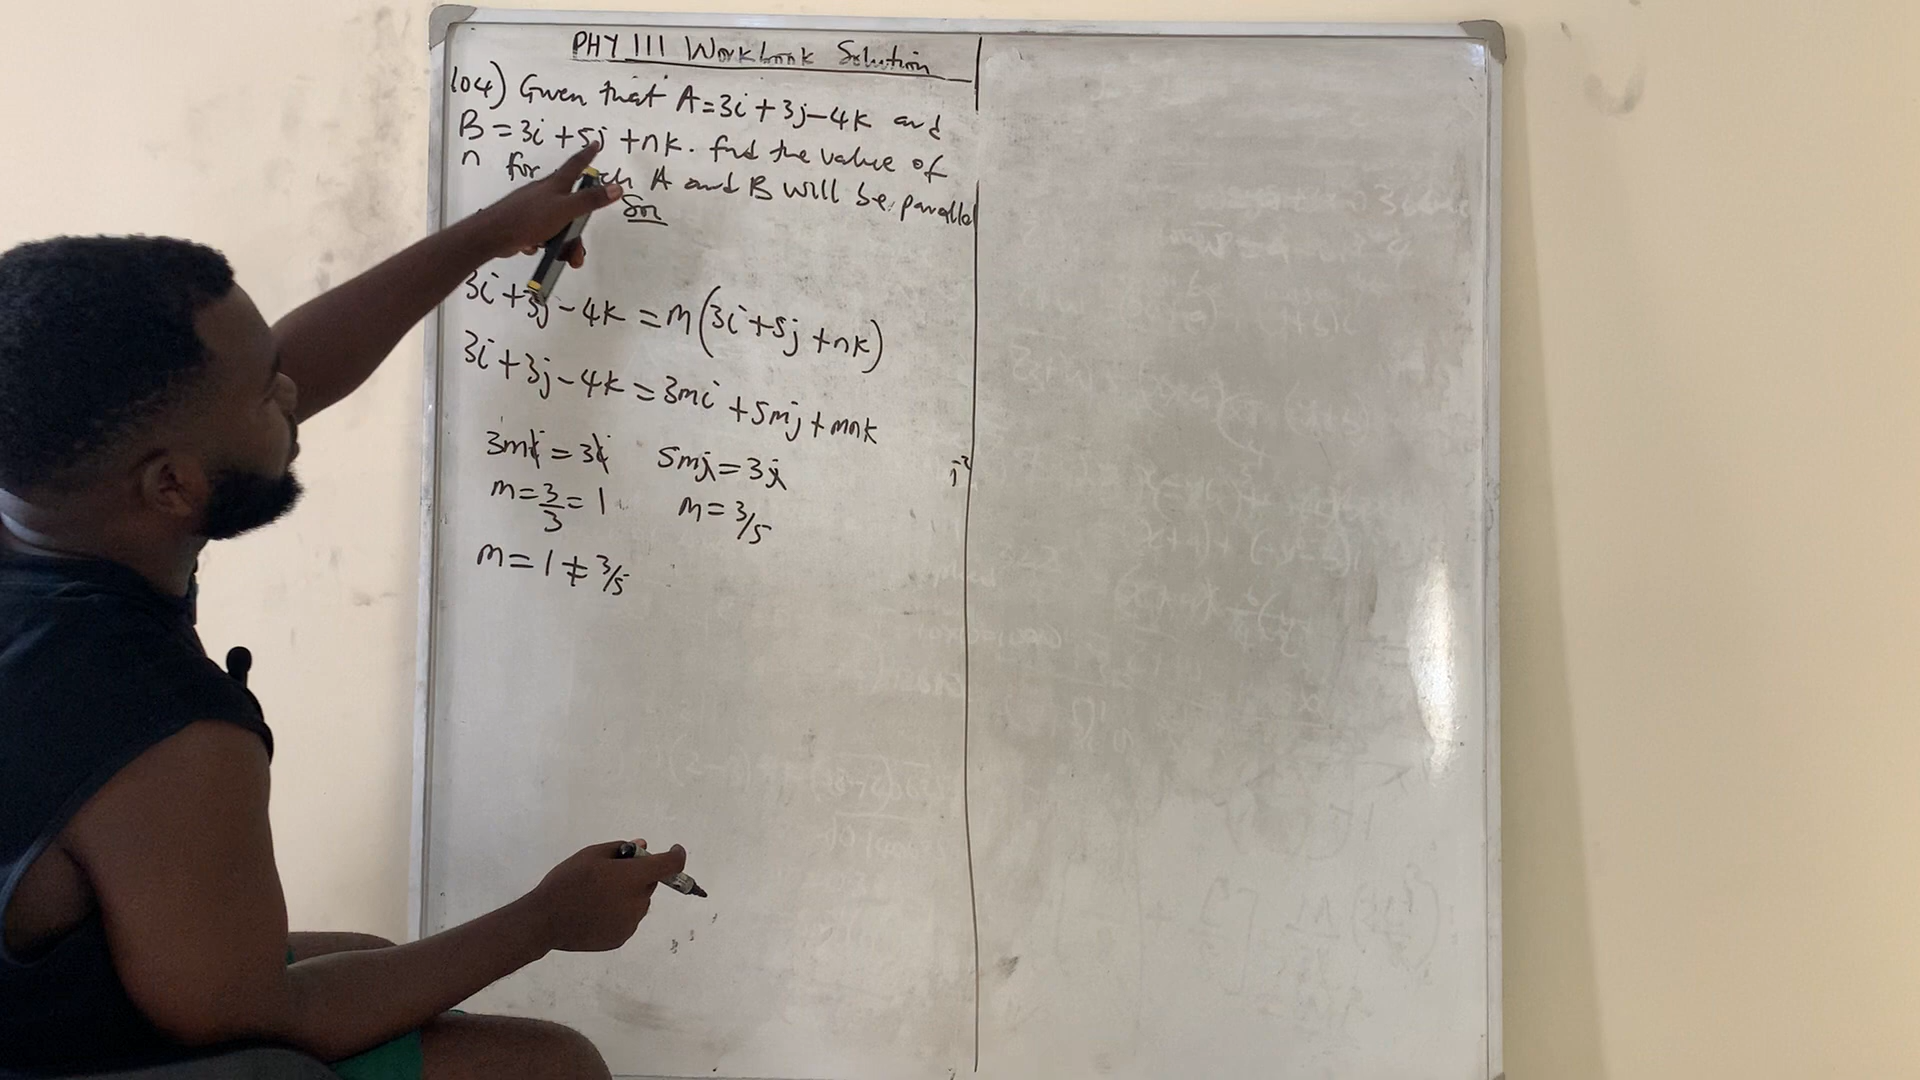 PHY 111 Workbook Solution
104) Given that A = 3i + 3j - 4k and
B = 3i + 5j + nk. find the value of
n for A and B will be parallel
Sol
3i + 3j - 4k = m(3i + 5j + nk)
3i + 3j - 4k = 3mi + 5mj + mnk
3mi = 3i 5mj = 3j
m = 3/3 = 1 m = 3/5
m = 1 ≠ 3/5